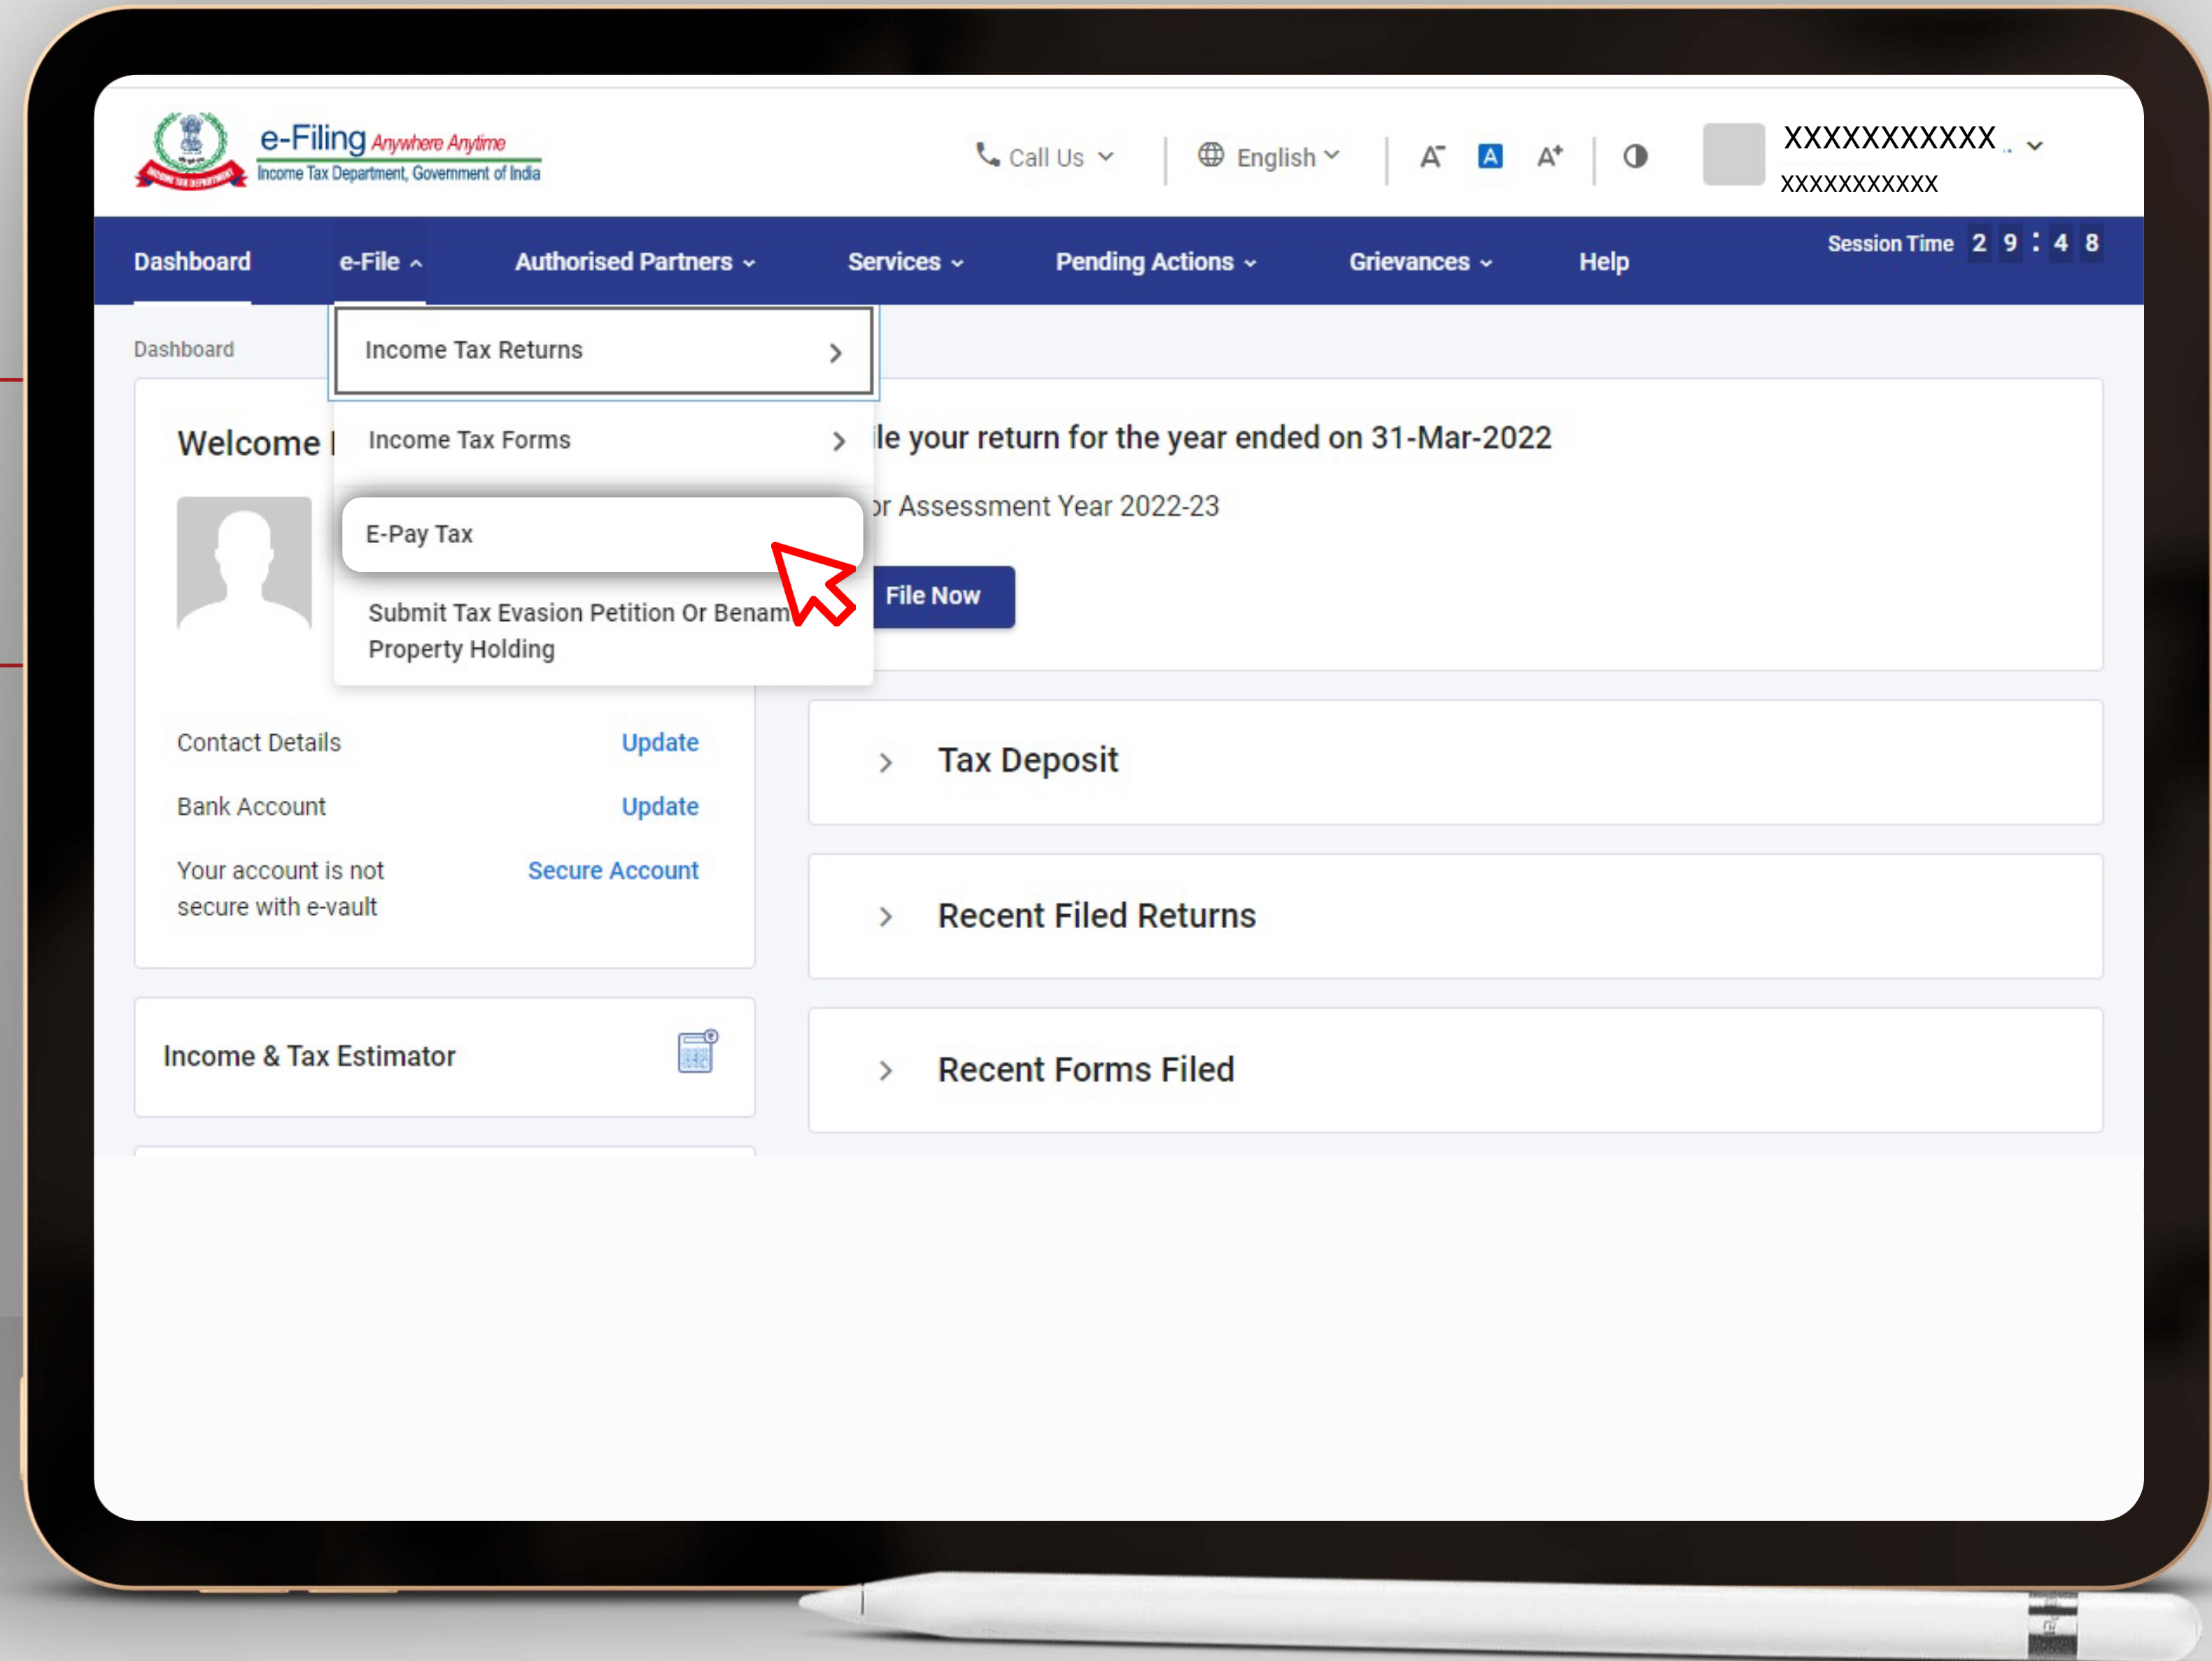 e-Filing Anywhere Anytime
Income Tax Department, Government of India
INCOME TAX DEPARTMENT
Call Us
English
A-
A
A+
XXXXXXXXXXX ..
XXXXXXXXXXX
Dashboard
e-File
Authorised Partners
Services
Pending Actions
Grievances
Help
Session Time 2 9 : 4 8
Dashboard
Income Tax Returns
Income Tax Forms
E-Pay Tax
Submit Tax Evasion Petition Or Benam
Property Holding
Welcome
le your return for the year ended on 31-Mar-2022
or Assessment Year 2022-23
File Now
Contact Details
Update
Bank Account
Update
Your account is not
secure with e-vault
Secure Account
Income & Tax Estimator
Tax Deposit
Recent Filed Returns
Recent Forms Filed